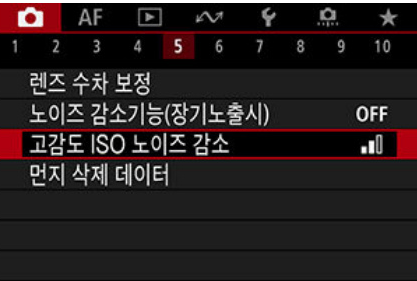 AF
1 2 3 4 5 6 7 8 9 10
렌즈 수차 보정
노이즈 감소기능(장기노출시) OFF
고감도 ISO 노이즈 감소
먼지 삭제 데이터